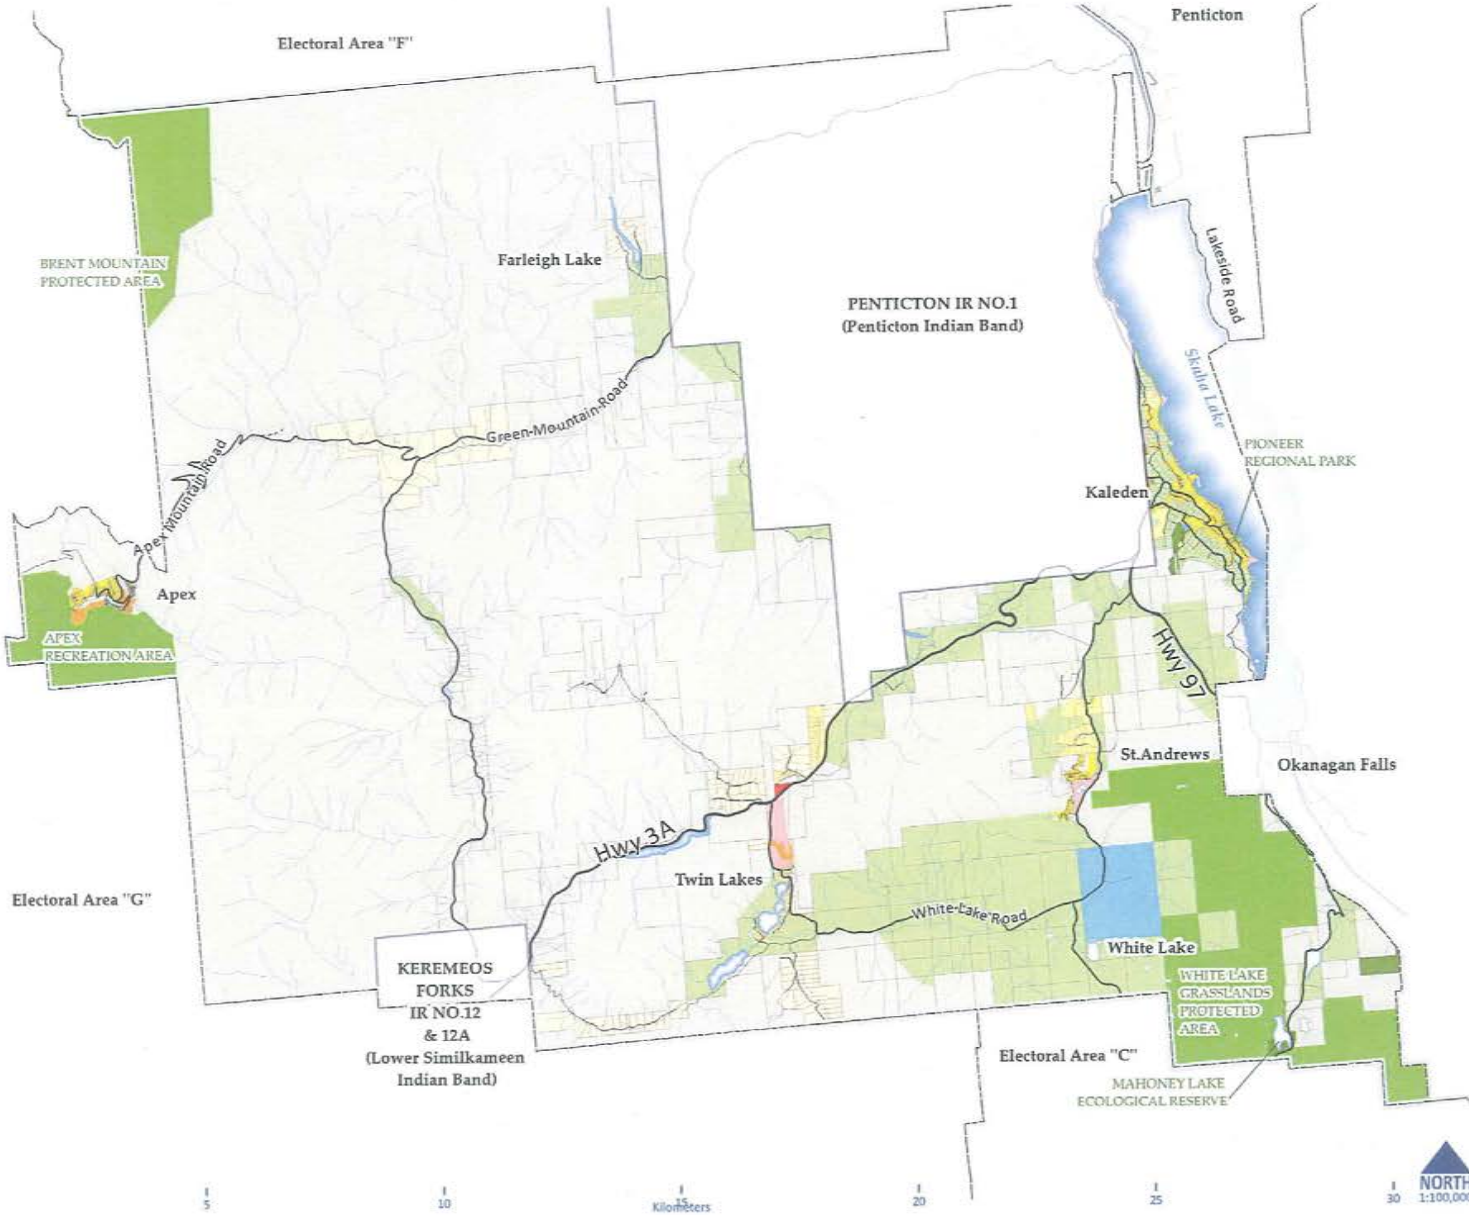 Penticton
Electoral Area "F"
Lakeside Road
BRENT MOUNTAIN
PROTECTED AREA
Farleigh Lake
PENTICTON IR NO.1
(Penticton Indian Band)
Skaha Lake
Green Mountain Road
PIONEER
REGIONAL PARK
Apex Mountain Road
Kaleden
Apex
APEX
RECREATION AREA
Hwy 97
St.Andrews
Okanagan Falls
Hwy 3A
Twin Lakes
Electoral Area "G"
White Lake Road
White Lake
KEREMEOS
FORKS
IR NO.12
& 12A
(Lower Similkameen
Indian Band)
WHITE LAKE
GRASSLANDS
PROTECTED
AREA
Electoral Area "C"
MAHONEY LAKE
ECOLOGICAL RESERVE
NORTH
1:100,000
5
10
15
20
25
30
Kilometers